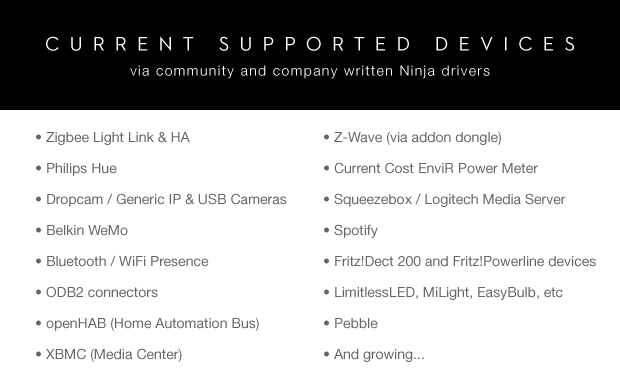 CURRENT SUPPORTED DEVICES
via community and company written Ninja drivers
• Zigbee Light Link & HA
• Philips Hue
• Dropcam / Generic IP & USB Cameras
• Belkin WeMo
• Bluetooth / WiFi Presence
• ODB2 connectors
• openHAB (Home Automation Bus)
• XBMC (Media Center)
• Z-Wave (via addon dongle)
• Current Cost EnviR Power Meter
• Squeezebox / Logitech Media Server
• Spotify
• Fritz!Dect 200 and Fritz!Powerline devices
• LimitlessLED, MiLight, EasyBulb, etc
• Pebble
• And growing...